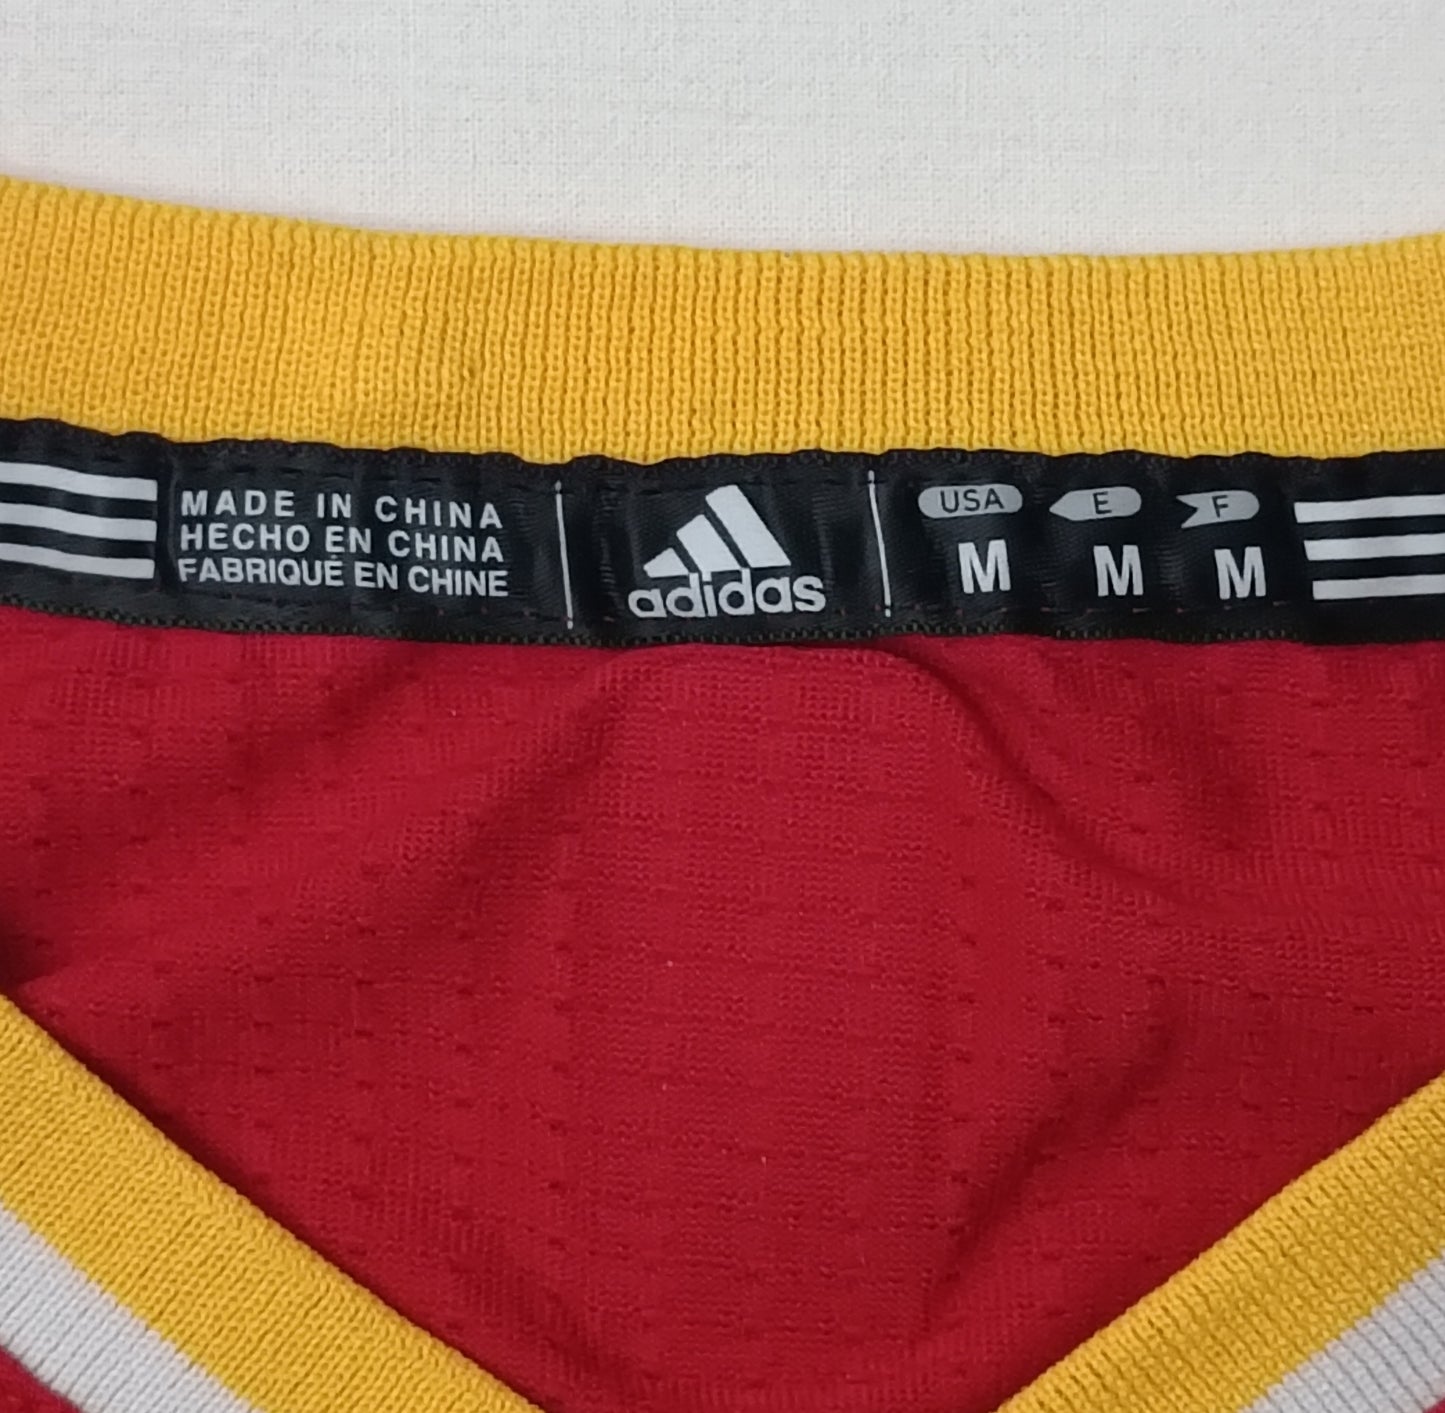 MADE IN CHINA
HECHO EN CHINA
FABRIQUÉ EN CHINE
adidas
USA E F
M M M